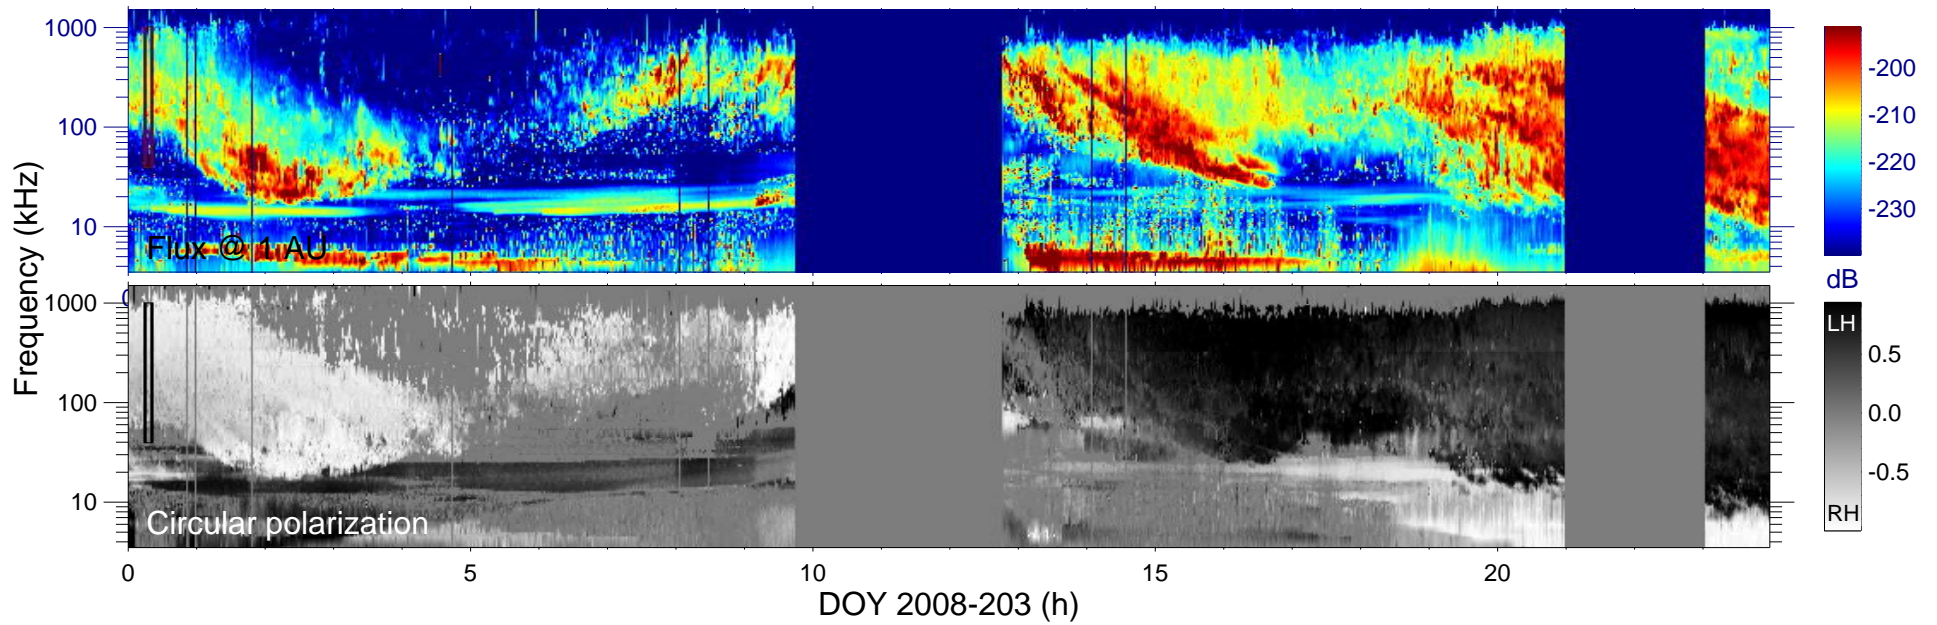 1000
100
10
Flux @ 1 AU
-200
-210
-220
-230
dB
Frequency (kHz)
0
1000
100
10
Circular polarization
LH
0.5
0.0
-0.5
RH
0
5
10
15
20
DOY 2008-203 (h)